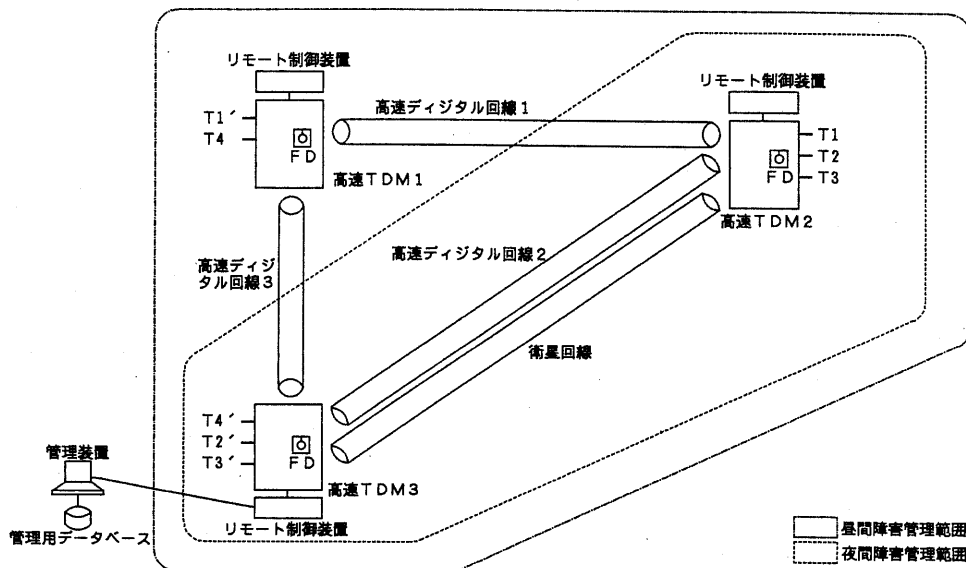 リモート制御装置
T1´
T4
FD
高速TDM1
高速ディジタル回線1
リモート制御装置
T1
T2
T3
FD
高速TDM2
高速ディジ
タル回線3
高速ディジタル回線2
衛星回線
T4´
T2´
T3´
FD
高速TDM3
リモート制御装置
管理装置
管理用データベース
昼間障害管理範囲
夜間障害管理範囲